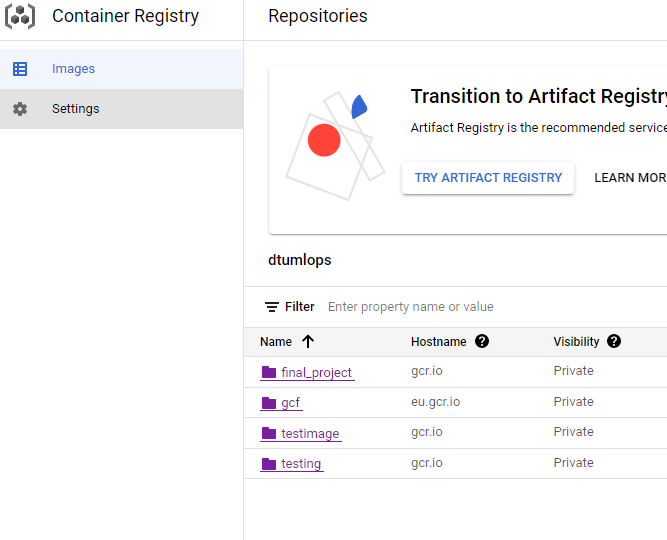 Container Registry
Repositories
Images
Settings
Transition to Artifact Registry
Artifact Registry is the recommended service
TRY ARTIFACT REGISTRY
LEARN MOR
dtumlops
Filter Enter property name or value
Name Hostname Visibility
final_project gcr.io Private
gcf eu.gcr.io Private
testimage gcr.io Private
testing gcr.io Private